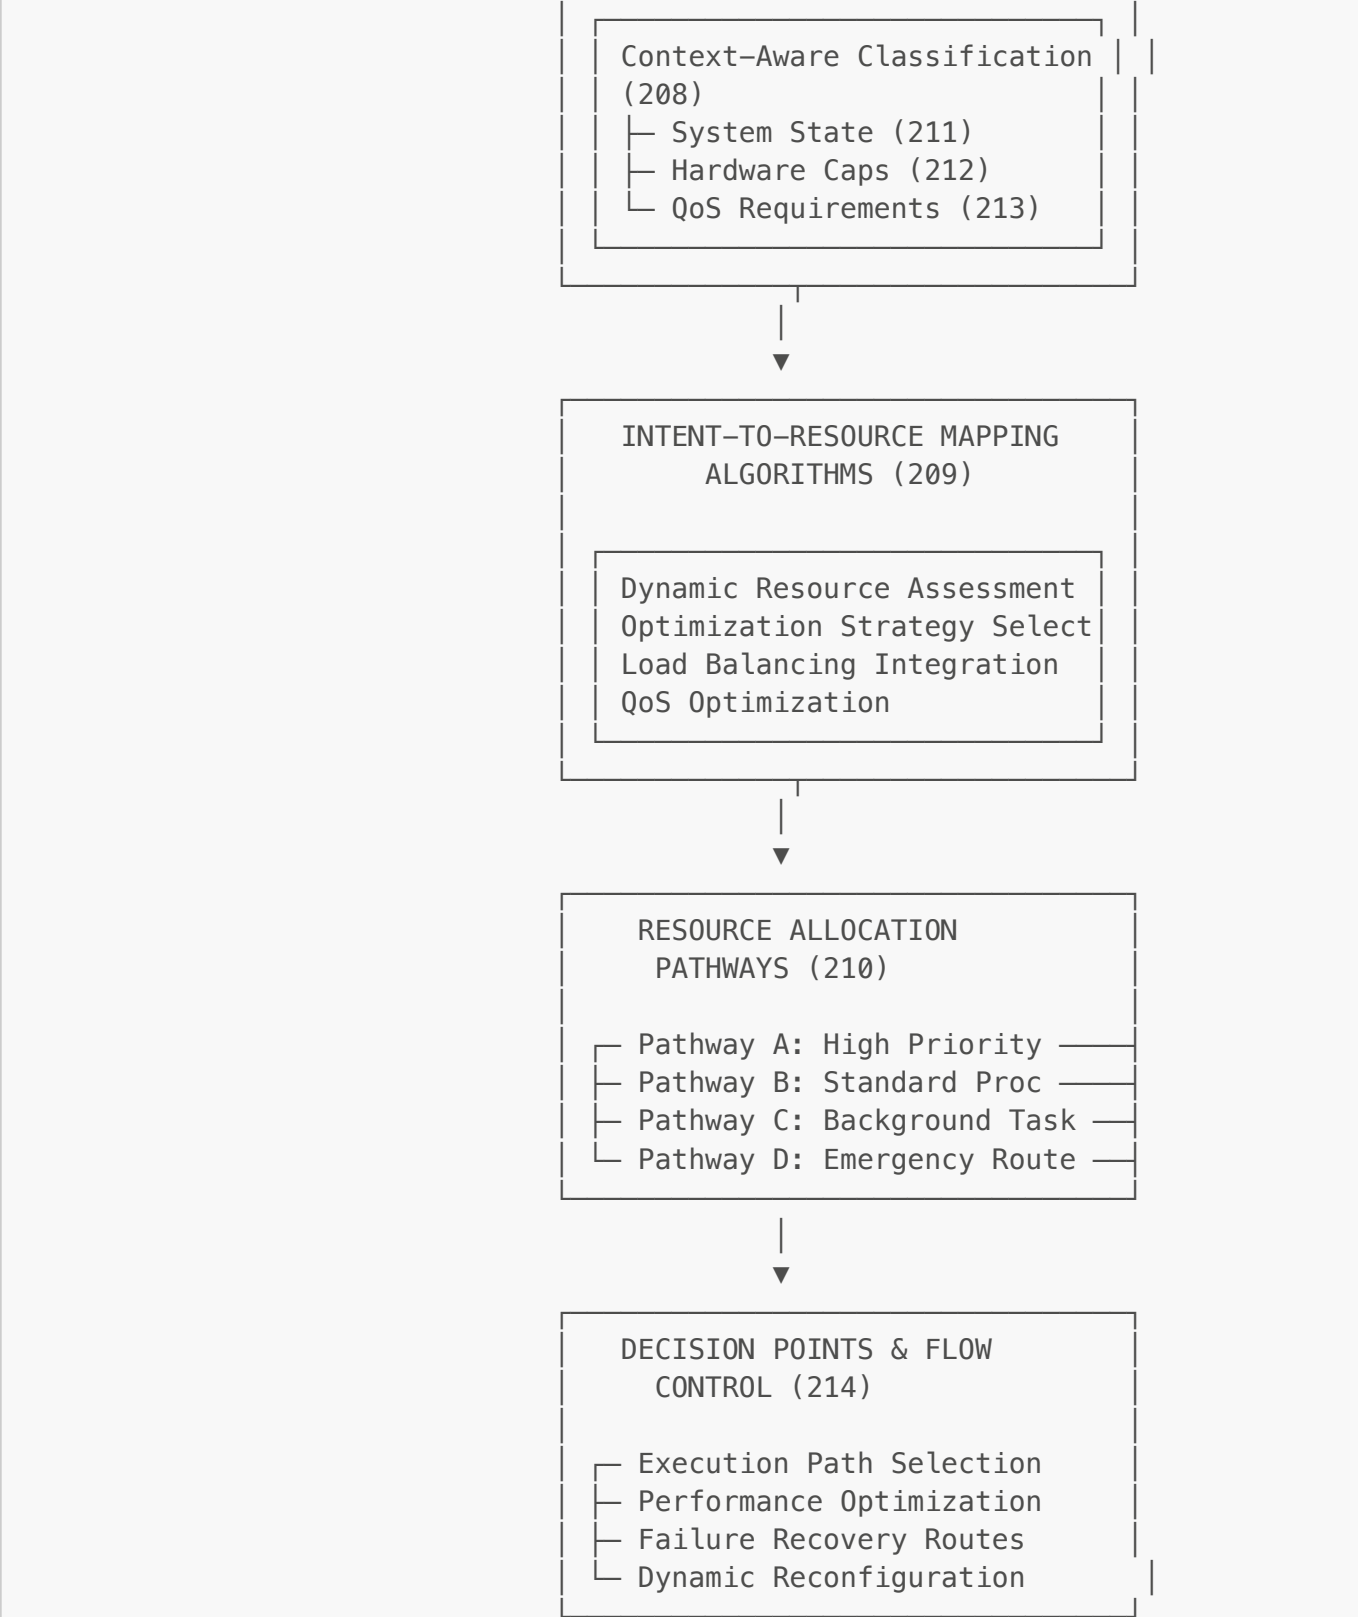 Context-Aware Classification
(208)
System State (211)
Hardware Caps (212)
QoS Requirements (213)
INTENT-TO-RESOURCE MAPPING
ALGORITHMS (209)
Dynamic Resource Assessment
Optimization Strategy Select
Load Balancing Integration
QoS Optimization
RESOURCE ALLOCATION
PATHWAYS (210)
Pathway A: High Priority
Pathway B: Standard Proc
Pathway C: Background Task
Pathway D: Emergency Route
DECISION POINTS & FLOW
CONTROL (214)
Execution Path Selection
Performance Optimization
Failure Recovery Routes
Dynamic Reconfiguration